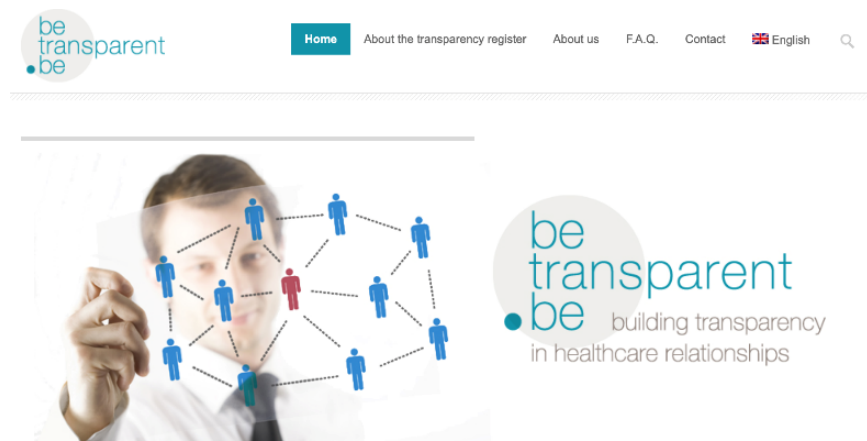 be
transparent
.be
Home About the transparency register About us F.A.Q. Contact English
be
transparent
.be building transparency
in healthcare relationships